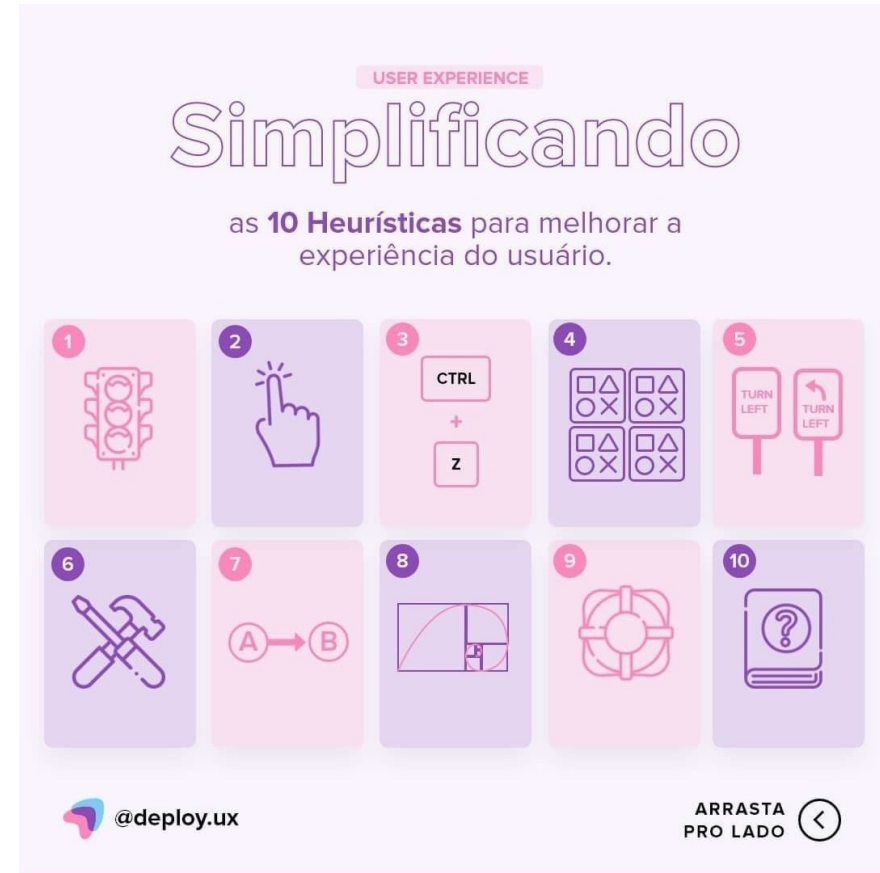 USER EXPERIENCE
Simplificando
as 10 Heurísticas para melhorar a
experiência do usuário.
1
2
3
CTRL
+
Z
4
5
TURN
LEFT
TURN
LEFT
6
7
A
B
8
9
10
?
@deploy.ux
ARRASTA
PRO LADO